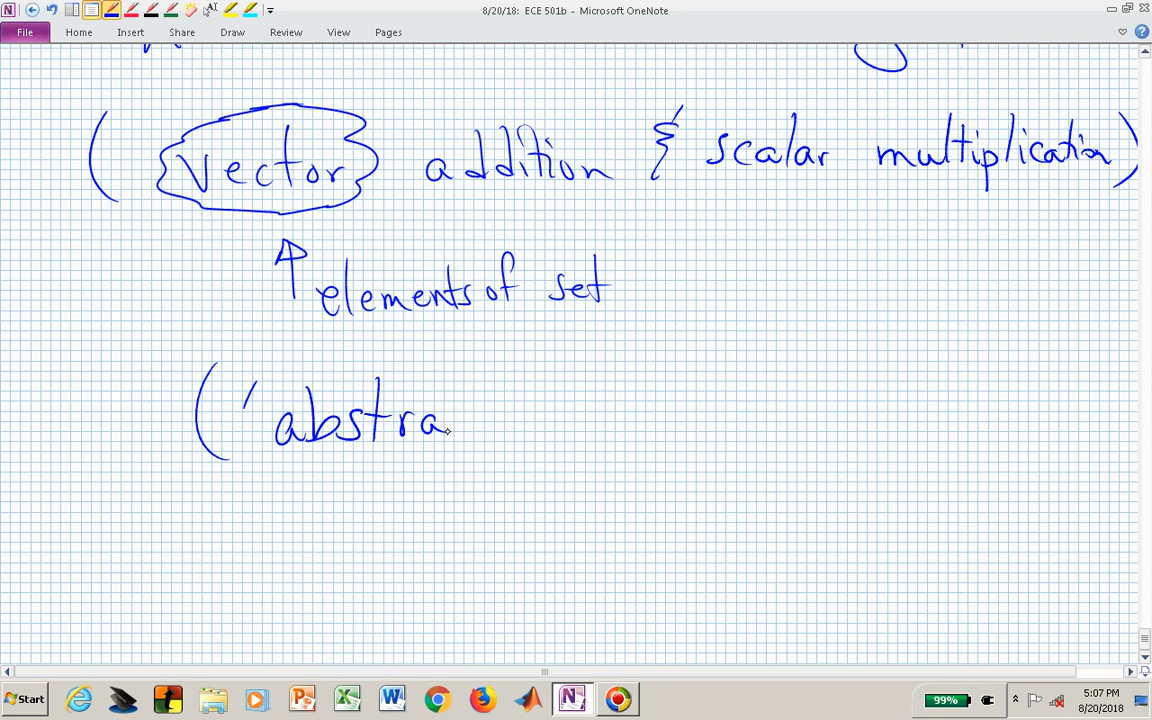 8/20/18: ECE 501b - Microsoft OneNote
File Home Insert Share Draw Review View Pages
( vector addition & scalar multiplication)
elements of set
( ' abstra
Start
99%
5:07 PM
8/20/2018